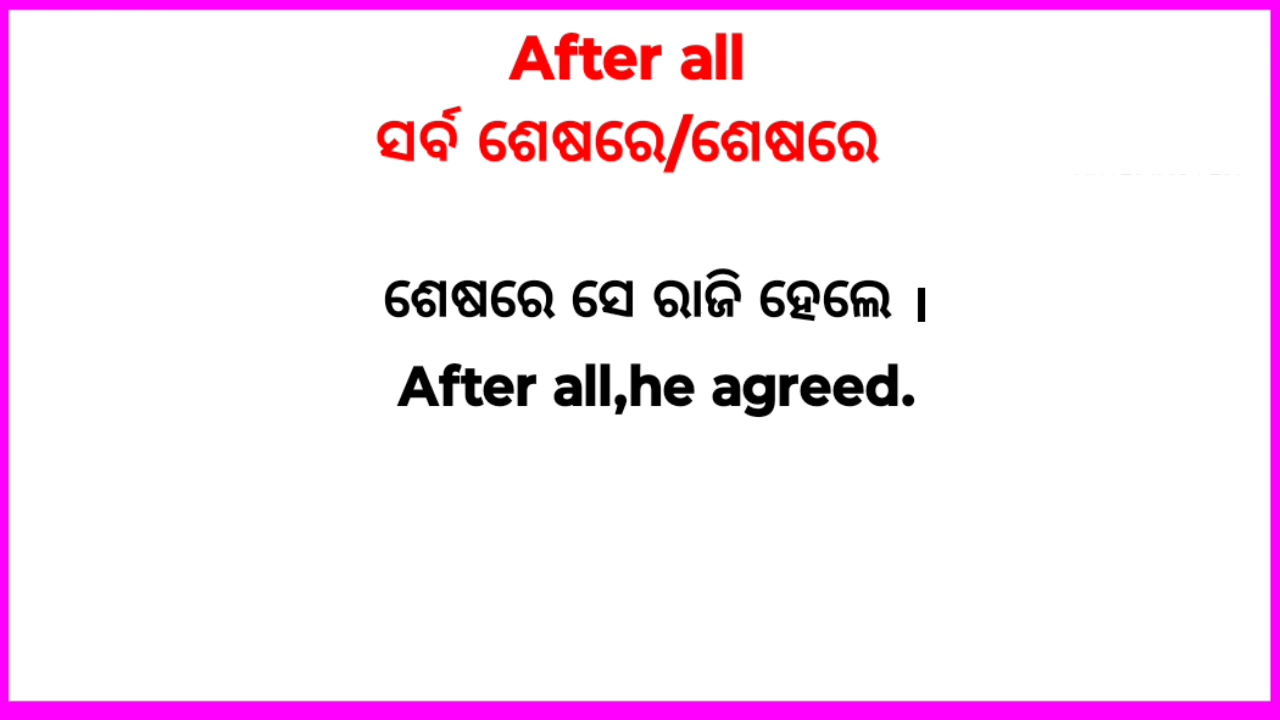 After all
ସର୍ବ ଶେଷରେ/ଶେଷରେ
ଶେଷରେ ସେ ରାଜି ହେଲେ ।
After all,he agreed.